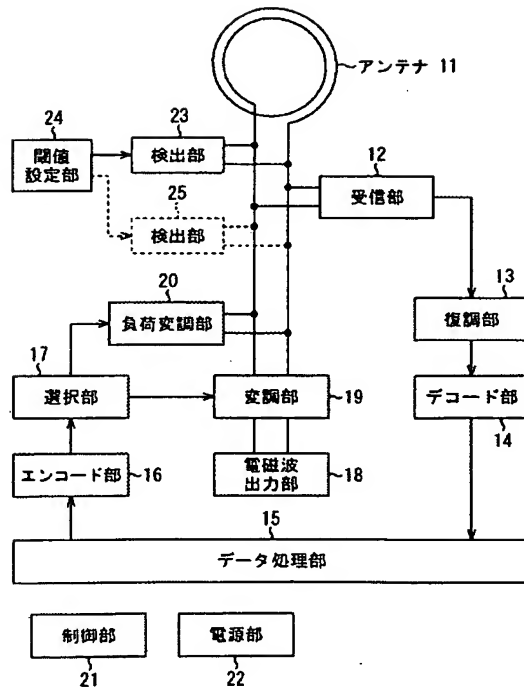 アンテナ 11
24
閾値
設定部
23
検出部
25
検出部
12
受信部
20
負荷変調部
13
復調部
17
選択部
変調部
19
デコード部
14
エンコード部
16
電磁波
出力部
18
15
データ処理部
制御部
21
電源部
22